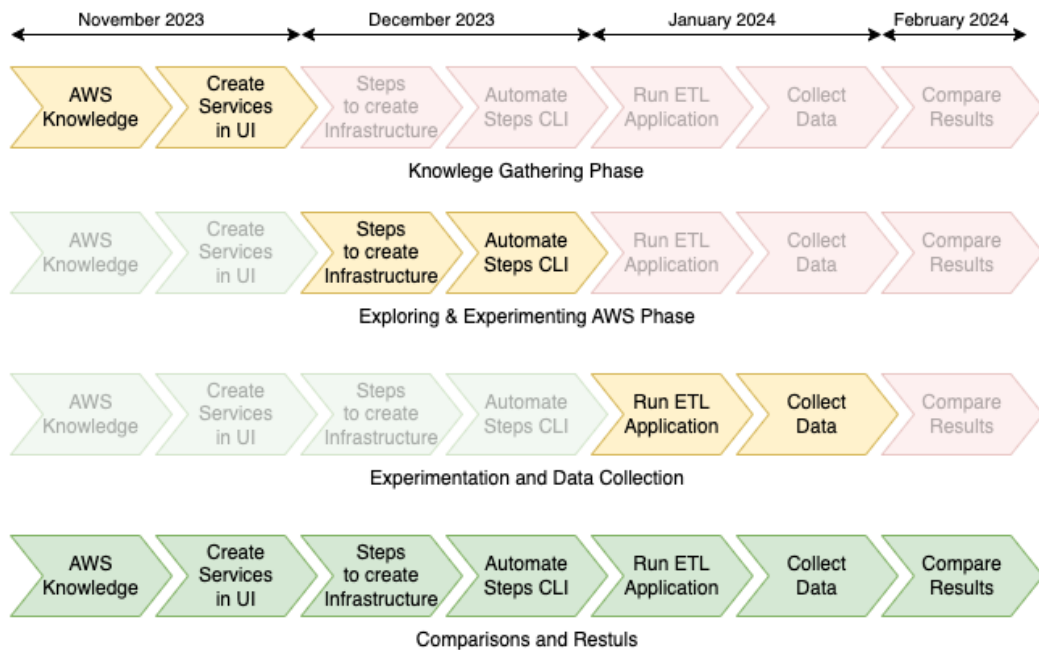 November 2023
December 2023
January 2024
February 2024
AWS
Knowledge
Create
Services
in UI
Steps
to create
Infrastructure
Automate
Steps CLI
Run ETL
Application
Collect
Data
Compare
Results
Knowlege Gathering Phase
AWS
Knowledge
Create
Services
in UI
Steps
to create
Infrastructure
Automate
Steps CLI
Run ETL
Application
Collect
Data
Compare
Results
Exploring & Experimenting AWS Phase
AWS
Knowledge
Create
Services
in UI
Steps
to create
Infrastructure
Automate
Steps CLI
Run ETL
Application
Collect
Data
Compare
Results
Experimentation and Data Collection
AWS
Knowledge
Create
Services
in UI
Steps
to create
Infrastructure
Automate
Steps CLI
Run ETL
Application
Collect
Data
Compare
Results
Comparisons and Restuls